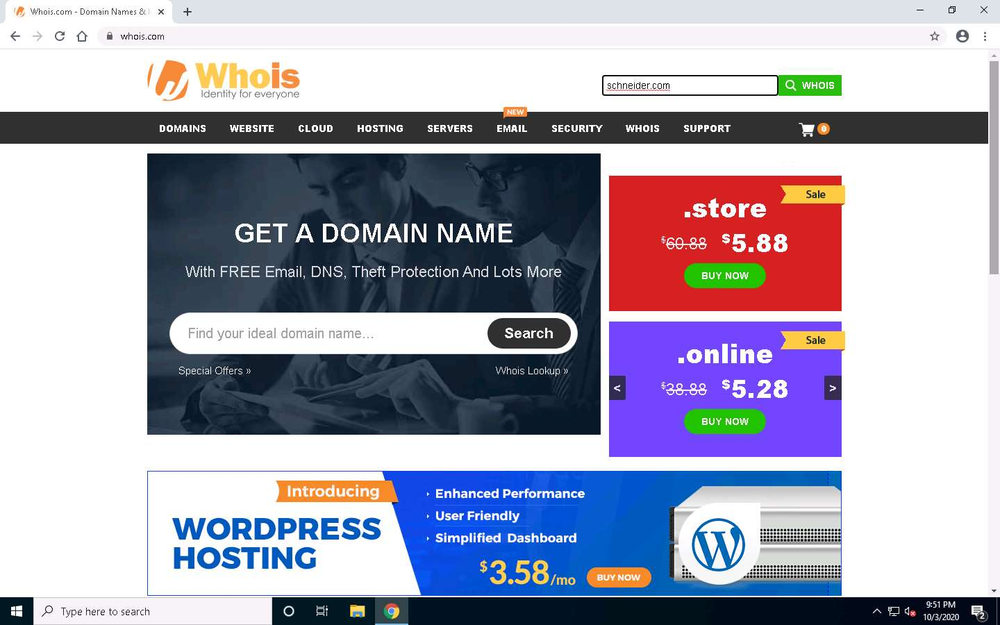 Whois.com - Domain Names &
whois.com
Whois
Identity for everyone
schneider.com
WHOIS
NEW
DOMAINS WEBSITE CLOUD HOSTING SERVERS EMAIL SECURITY WHOIS SUPPORT 0
GET A DOMAIN NAME
With FREE Email, DNS, Theft Protection And Lots More
Find your ideal domain name...
Search
Special Offers »
Whois Lookup »
Sale
.store
$60.88 $5.88
BUY NOW
Sale
.online
$38.88 $5.28
< >
BUY NOW
Introducing
WORDPRESS
HOSTING
Enhanced Performance
User Friendly
Simplified Dashboard
$3.58/mo
BUY NOW
W
Type here to search
9:51 PM
10/3/2020
2